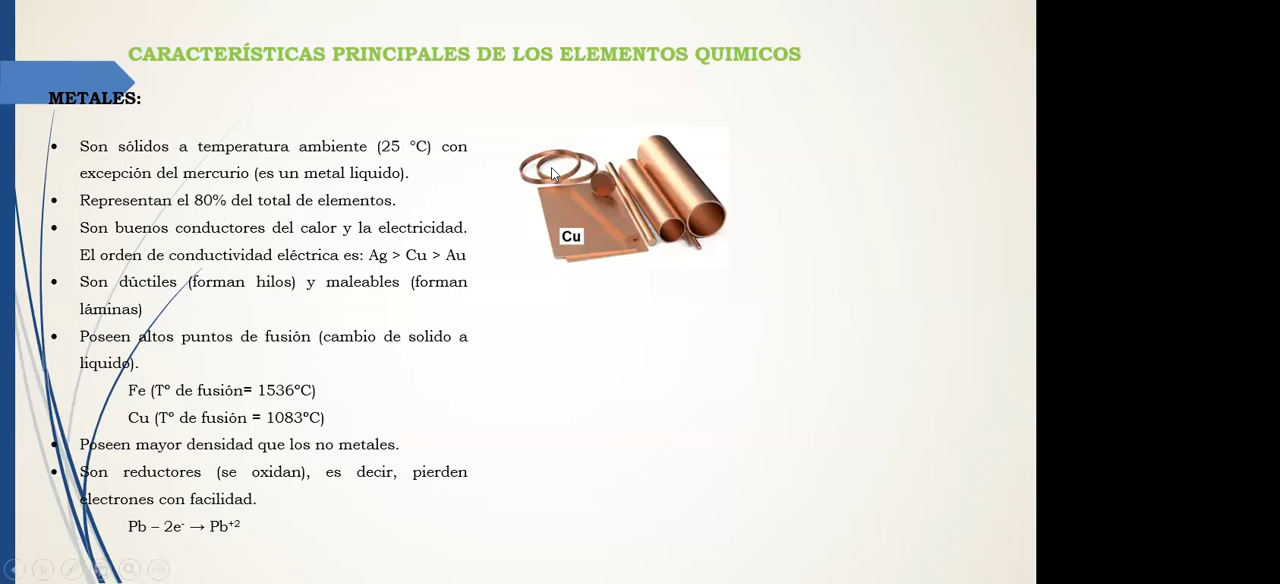 CARACTERÍSTICAS PRINCIPALES DE LOS ELEMENTOS QUIMICOS
METALES:
• Son sólidos a temperatura ambiente (25 °C) con
excepción del mercurio (es un metal liquido).
• Representan el 80% del total de elementos.
• Son buenos conductores del calor y la electricidad.
El orden de conductividad eléctrica es: Ag > Cu > Au
• Son dúctiles (forman hilos) y maleables (forman
láminas)
• Poseen altos puntos de fusión (cambio de solido a
liquido).
Fe (T° de fusión= 1536°C)
Cu (T° de fusión = 1083°C)
• Poseen mayor densidad que los no metales.
• Son reductores (se oxidan), es decir, pierden
electrones con facilidad.
Pb – 2e⁻ → Pb⁺²
Cu